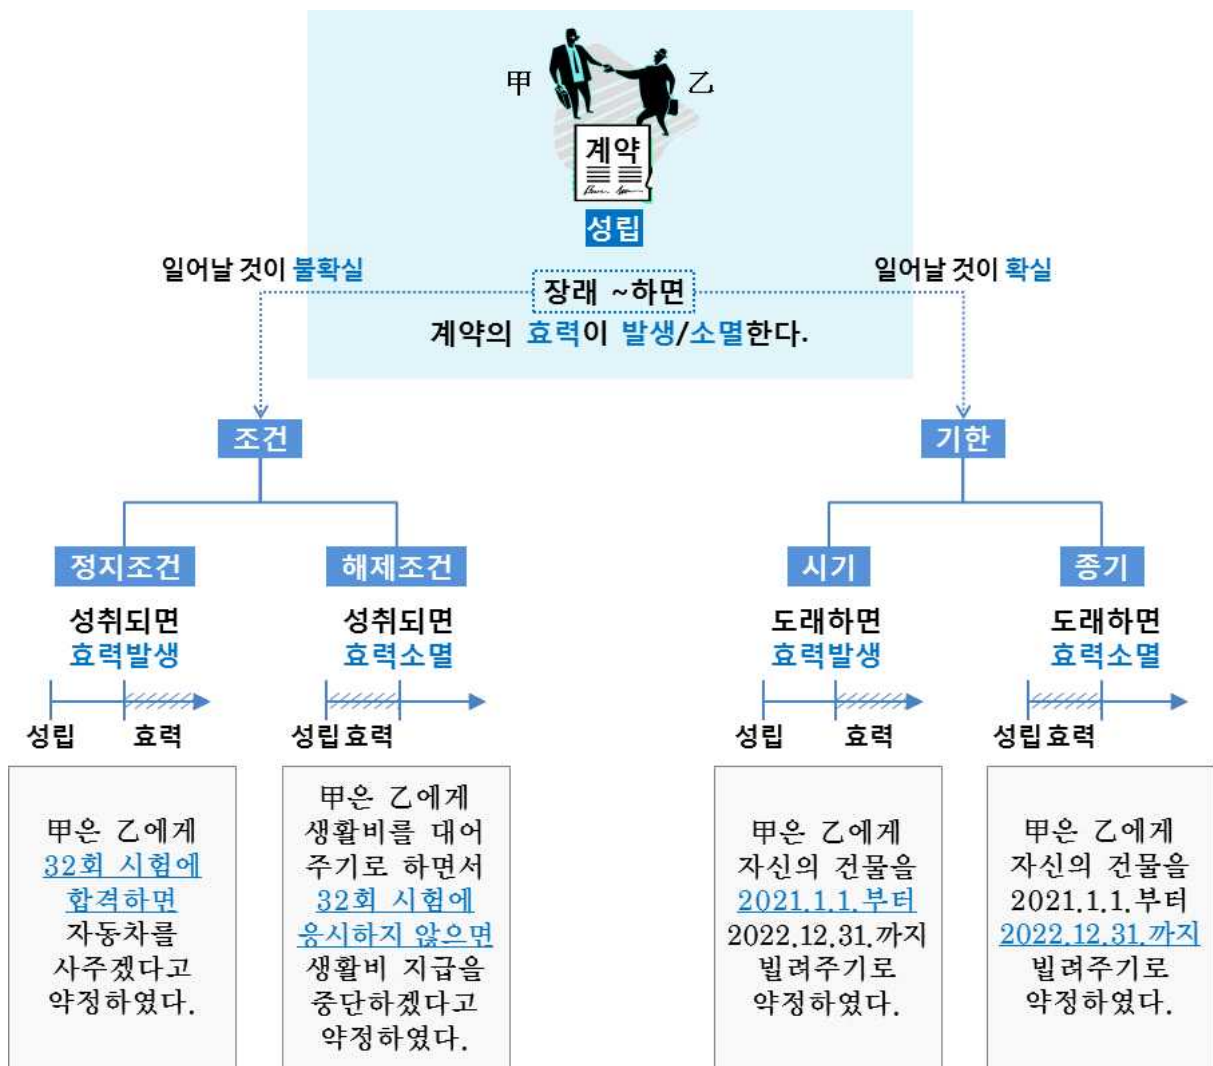 甲
乙
계약
성립
일어날 것이 불확실
일어날 것이 확실
장래 ~하면
계약의 효력이 발생/소멸한다.
조건
기한
정지조건
해제조건
시기
종기
성취되면
효력발생
성취되면
효력소멸
도래하면
효력발생
도래하면
효력소멸
성립
효력
성립 효력
성립
효력
성립 효력
甲은 乙에게
32회 시험에
합격하면
자동차를
사주겠다고
약정하였다.
甲은 乙에게
생활비를 대어
주기로 하면서
32회 시험에
응시하지 않으면
생활비 지급을
중단하겠다고
약정하였다.
甲은 乙에게
자신의 건물을
2021.1.1.부터
2022.12.31.까지
빌려주기로
약정하였다.
甲은 乙에게
자신의 건물을
2021.1.1.부터
2022.12.31.까지
빌려주기로
약정하였다.